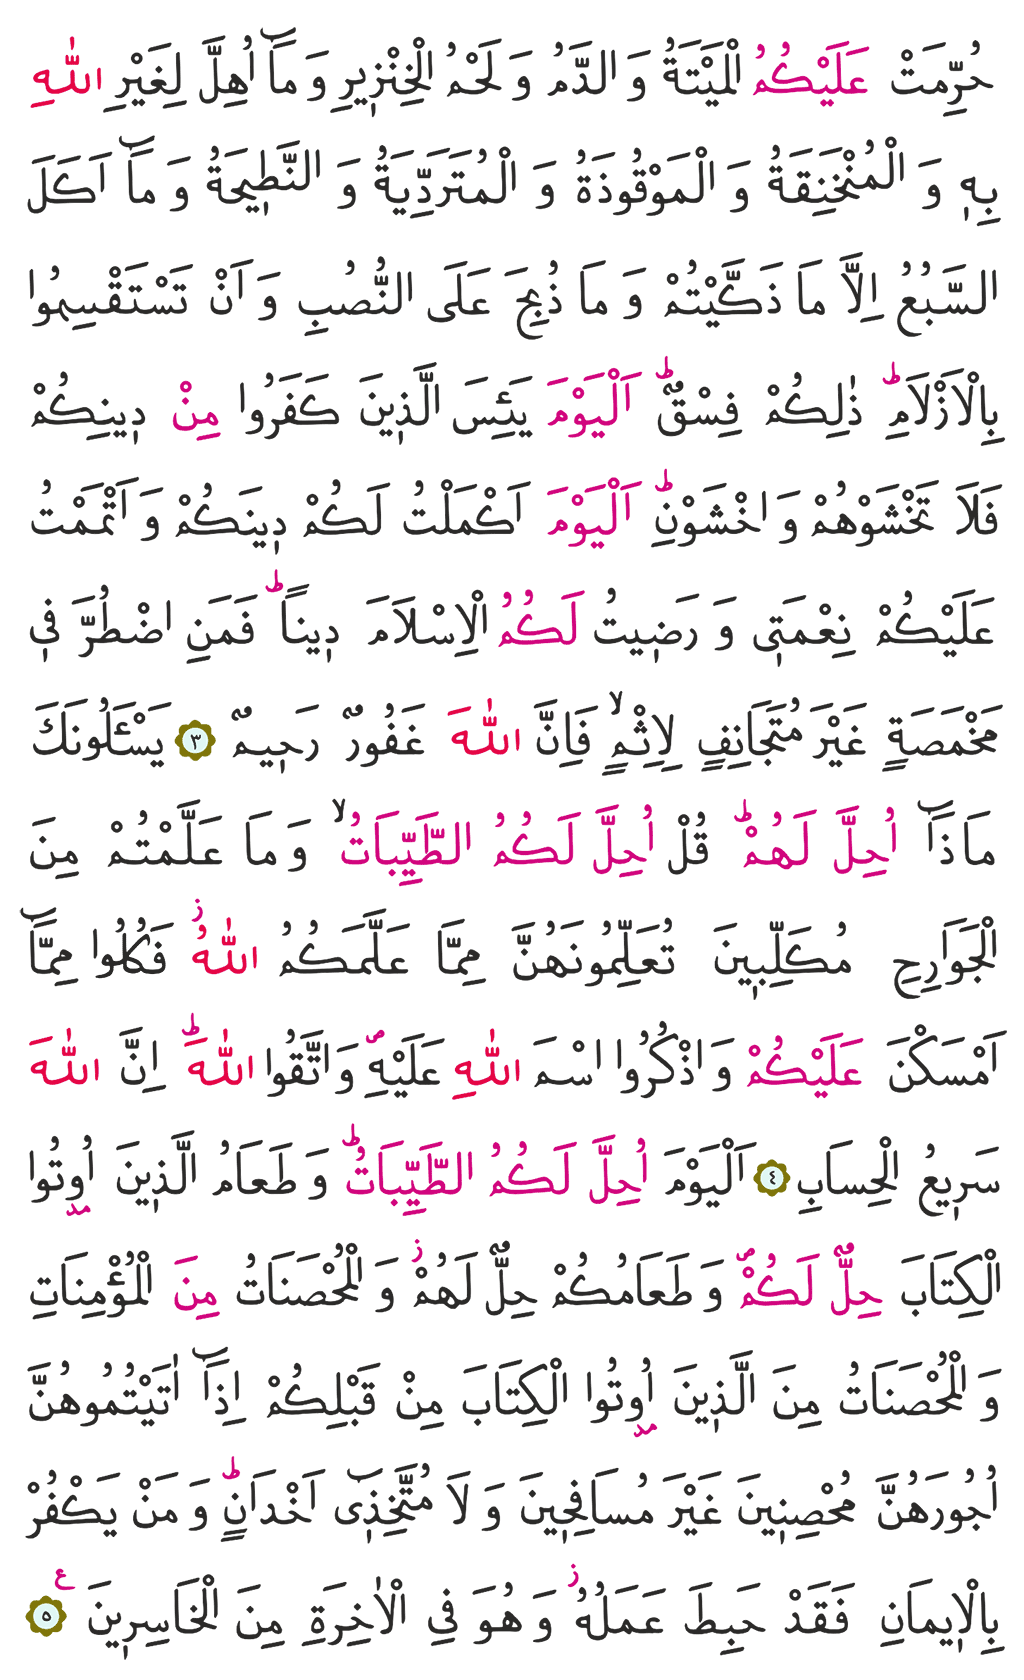 حُرِّمَتْ عَلَيْكُمُ الْمَيْتَةُ وَ الدَّمُ وَ لَحْمُ الْخِنْزٖيرِ وَ مَٓا اُهِلَّ لِغَيْرِ اللّٰهِ
بِهٖ وَ الْمُنْخَنِقَةُ وَ الْمَوْقُوذَةُ وَ الْمُتَرَدِّيَةُ وَ النَّطٖيحَةُ وَ مَٓا اَكَلَ
السَّبُعُ اِلَّا مَا ذَكَّيْتُمْ وَ مَا ذُبِحَ عَلَى النُّصُبِ وَ اَنْ تَسْتَقْسِمُوا
بِالْاَزْلَامِؕ ذٰلِكُمْ فِسْقٌؕ اَلْيَوْمَ يَئِسَ الَّذٖينَ كَفَرُوا مِنْ دٖينِكُمْ
فَلَا تَخْشَوْهُمْ وَ اخْشَوْنِؕ اَلْيَوْمَ اَكْمَلْتُ لَكُمْ دٖينَكُمْ وَ اَتْمَمْتُ
عَلَيْكُمْ نِعْمَتٖى وَ رَضٖيتُ لَكُمُ الْاِسْلَامَ دٖيناًؕ فَمَنِ اضْطُرَّ فٖى
مَخْمَصَةٍ غَيْرَ مُتَجَانِفٍ لِاِثْمٍۙ فَاِنَّ اللّٰهَ غَفُورٌ رَحٖيمٌ ٣ يَسْـَٔلُونَكَ
مَاذَٓا اُحِلَّ لَهُمْؕ قُلْ اُحِلَّ لَكُمُ الطَّيِّبَاتُۙ وَ مَا عَلَّمْتُمْ مِنَ
الْجَوَارِحِ مُكَلِّبٖينَ تُعَلِّمُونَهُنَّ مِمَّا عَلَّمَكُمُ اللّٰهُؗ فَكُلُوا مِمَّٓا
اَمْسَكْنَ عَلَيْكُمْ وَ اذْكُرُوا اسْمَ اللّٰهِ عَلَيْهِࣕ وَ اتَّقُوا اللّٰهَؕ اِنَّ اللّٰهَ
سَرٖيعُ الْحِسَابِ ٤ اَلْيَوْمَ اُحِلَّ لَكُمُ الطَّيِّبَاتُؕ وَ طَعَامُ الَّذٖينَ اُوتُوا
الْكِتَابَ حِلٌّ لَكُمْࣕ وَ طَعَامُكُمْ حِلٌّ لَهُمْؗ وَ الْمُحْصَنَاتُ مِنَ الْمُؤْمِنَاتِ
وَ الْمُحْصَنَاتُ مِنَ الَّذٖينَ اُوتُوا الْكِتَابَ مِنْ قَبْلِكُمْ اِذَٓا اٰتَيْتُمُوهُنَّ
اُجُورَهُنَّ مُحْصِنٖينَ غَيْرَ مُسَافِحٖينَ وَ لَا مُتَّخِذٖٓى اَخْدَانٍؕ وَ مَنْ يَكْفُرْ
بِالْاٖيمَانِ فَقَدْ حَبِطَ عَمَلُهُؗ وَ هُوَ فِى الْاٰخِرَةِ مِنَ الْخَاسِرٖينَ ٥ ع